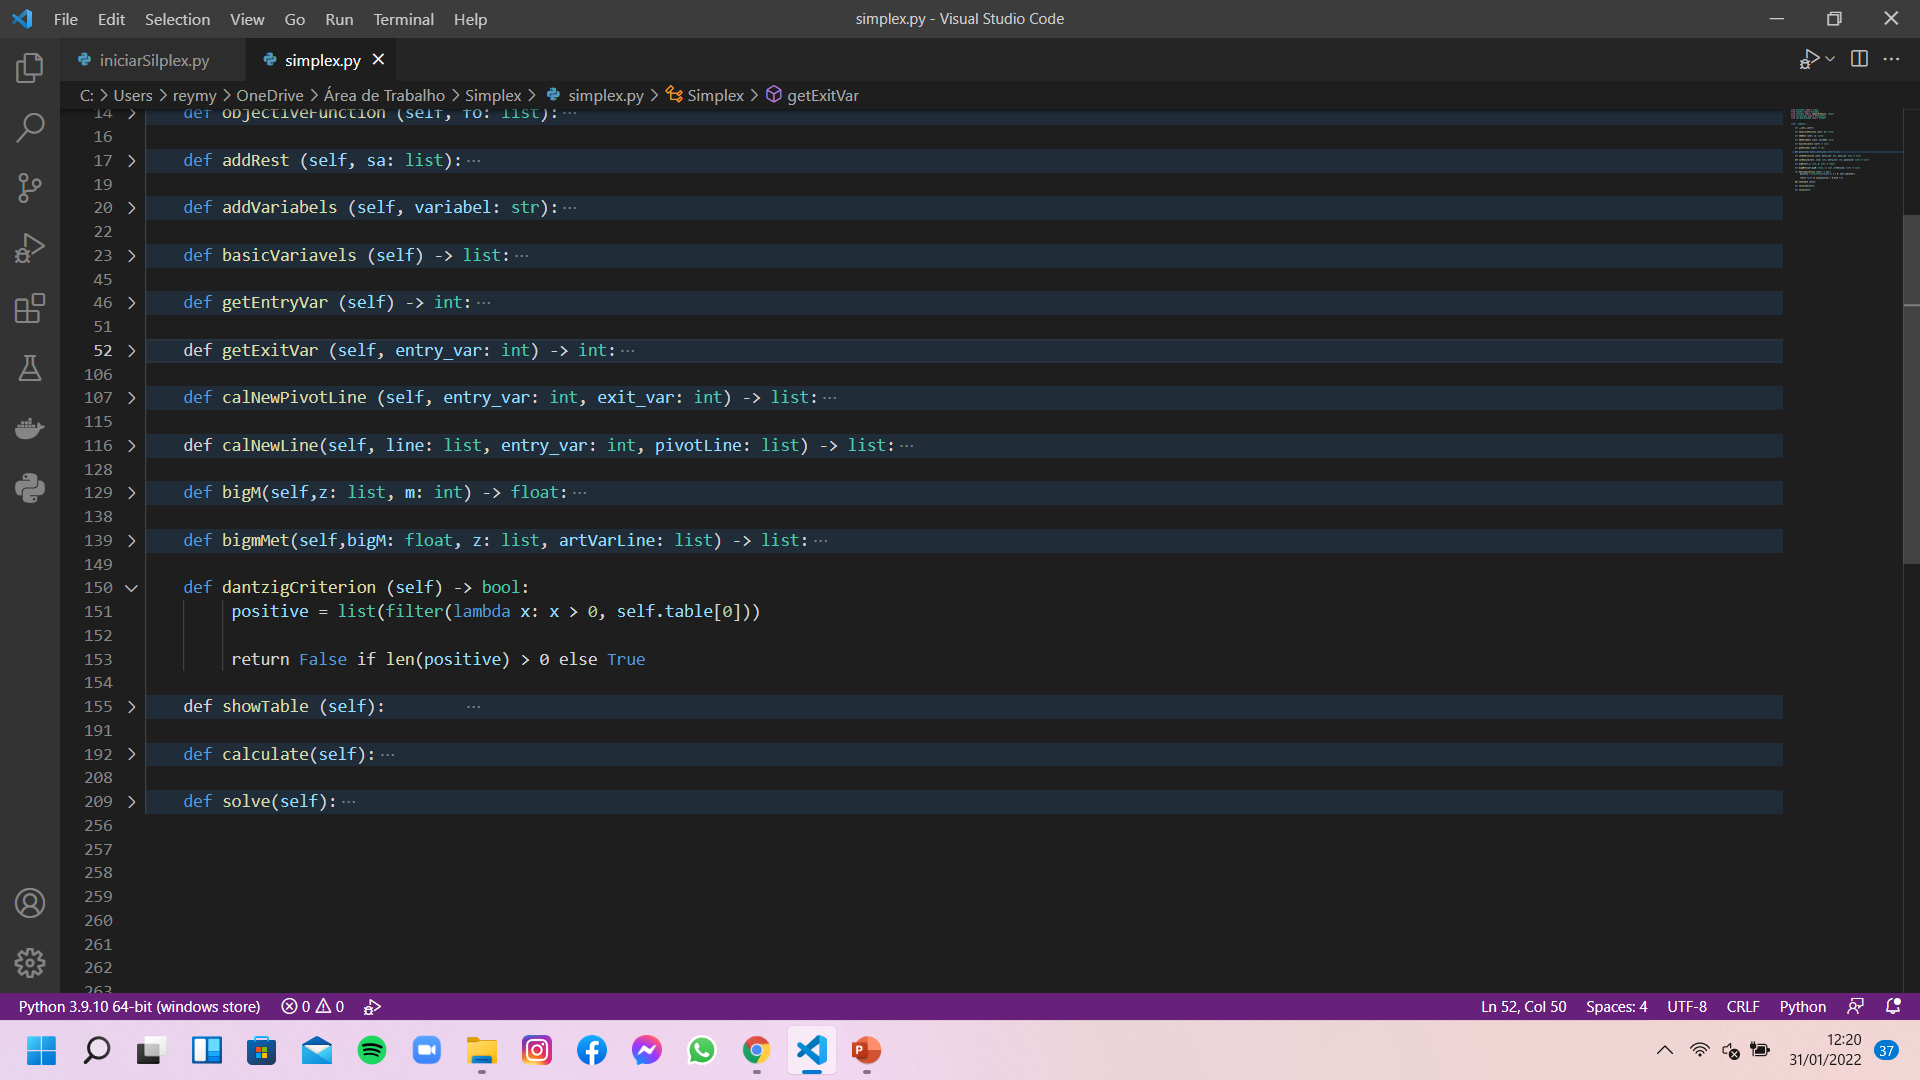 File Edit Selection View Go Run Terminal Help
simplex.py - Visual Studio Code
iniciarSilplex.py
simplex.py
C: > Users > reymy > OneDrive > Área de Trabalho > Simplex > simplex.py > Simplex > getExitVar
14 def objectiveFunction (self, fo: list):···
16
17 def addRest (self, sa: list):···
19
20 def addVariabels (self, variabel: str):···
22
23 def basicVariavels (self) -> list:···
45
46 def getEntryVar (self) -> int:···
51
52 def getExitVar (self, entry_var: int) -> int:···
106
107 def calNewPivotLine (self, entry_var: int, exit_var: int) -> list:···
115
116 def calNewLine(self, line: list, entry_var: int, pivotLine: list) -> list:···
128
129 def bigM(self,z: list, m: int) -> float:···
138
139 def bigmMet(self,bigM: float, z: list, artVarLine: list) -> list:···
149
150 def dantzigCriterion (self) -> bool:
151 positive = list(filter(lambda x: x > 0, self.table[0]))
152
153 return False if len(positive) > 0 else True
154
155 def showTable (self): ···
191
192 def calculate(self):···
208
209 def solve(self):···
256
257
258
259
260
261
262
263
Python 3.9.10 64-bit (windows store) 0 0
Ln 52, Col 50 Spaces: 4 UTF-8 CRLF Python
12:20
31/01/2022
37